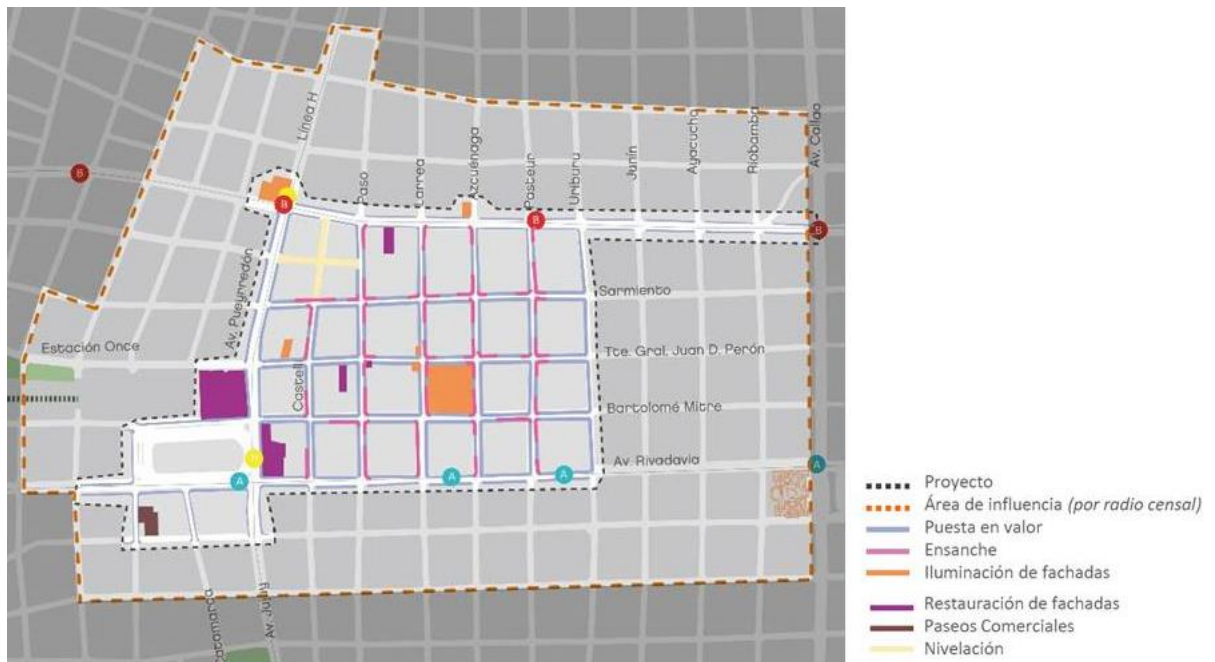 Línea H
Paso
Larrea
Azcuénaga
Pasteur
Uriburu
Junín
Ayacucho
Riobamba
Av. Callao
B
B
B
B
Av. Pueyrredón
Sarmiento
Estación Once
Tte. Gral. Juan D. Perón
Castelli
Bartolomé Mitre
Av. Rivadavia
A
A
A
A
Catamarca
Av. Jujuy
Proyecto
Área de influencia (por radio censal)
Puesta en valor
Ensanche
Iluminación de fachadas
Restauración de fachadas
Paseos Comerciales
Nivelación